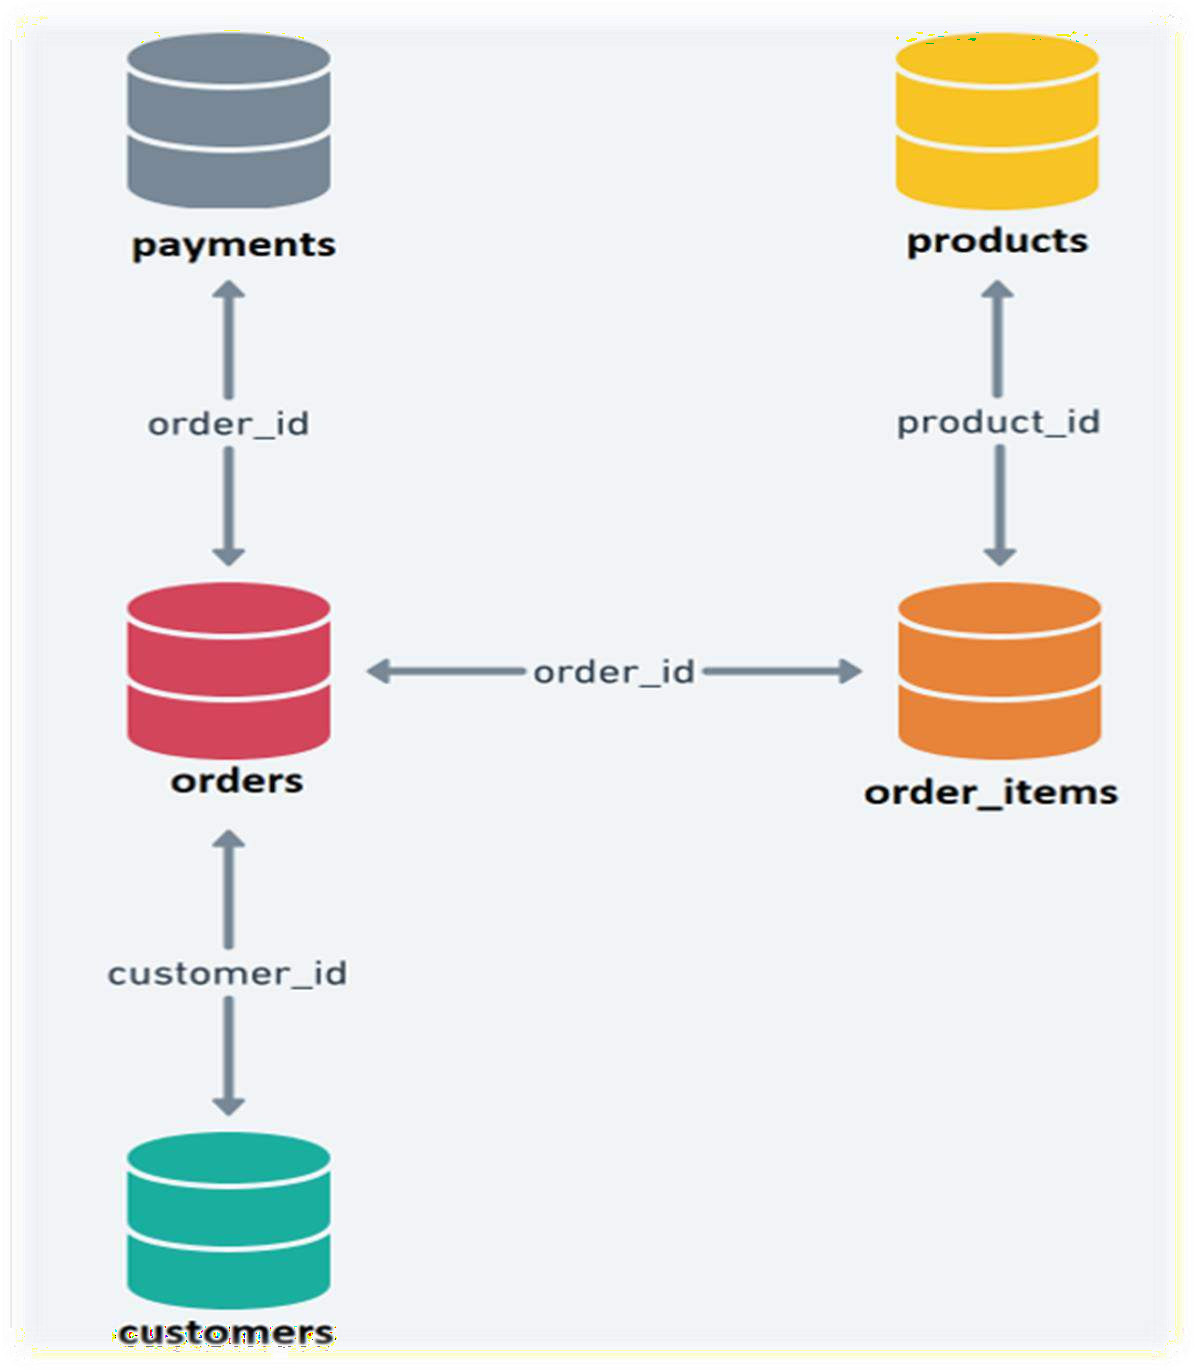 payments
products
order_id
product_id
order_id
orders
order_items
customer_id
customers